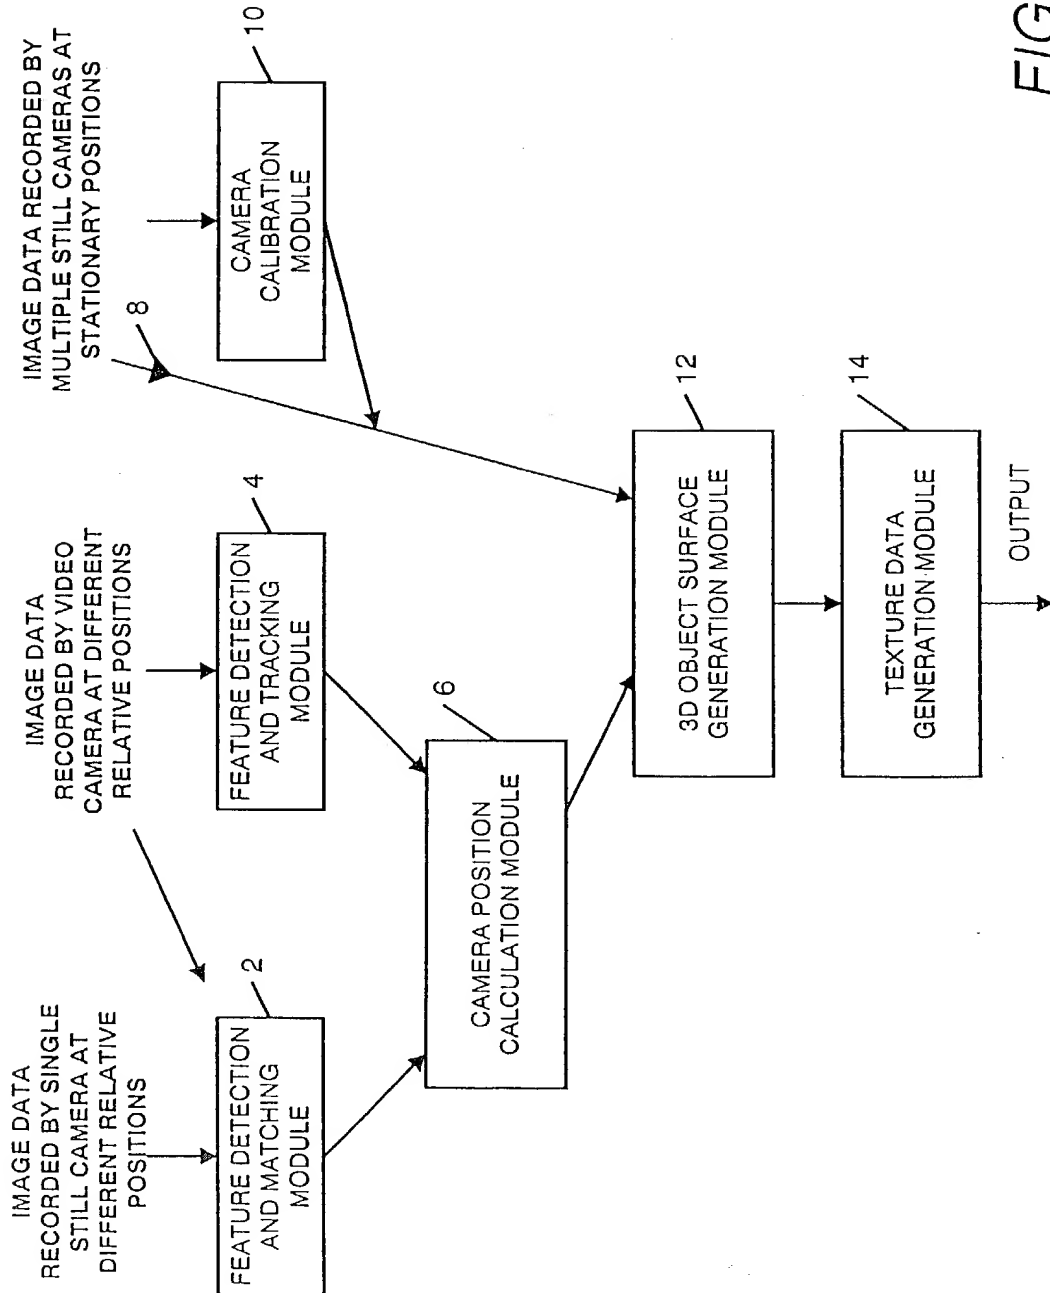 IMAGE DATA
RECORDED BY SINGLE
STILL CAMERA AT
DIFFERENT RELATIVE
POSITIONS
IMAGE DATA
RECORDED BY VIDEO
CAMERA AT DIFFERENT
RELATIVE POSITIONS
IMAGE DATA RECORDED BY
MULTIPLE STILL CAMERAS AT
STATIONARY POSITIONS
2
FEATURE DETECTION
AND MATCHING
MODULE
4
FEATURE DETECTION
AND TRACKING
MODULE
8
10
CAMERA
CALIBRATION
MODULE
6
CAMERA POSITION
CALCULATION MODULE
12
3D OBJECT SURFACE
GENERATION MODULE
14
TEXTURE DATA
GENERATION MODULE
OUTPUT
FIG